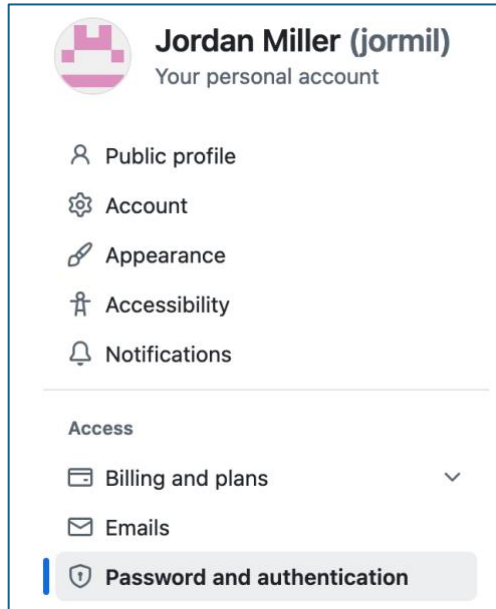 Jordan Miller (jormil)
Your personal account
Public profile
Account
Appearance
Accessibility
Notifications
Access
Billing and plans
Emails
Password and authentication